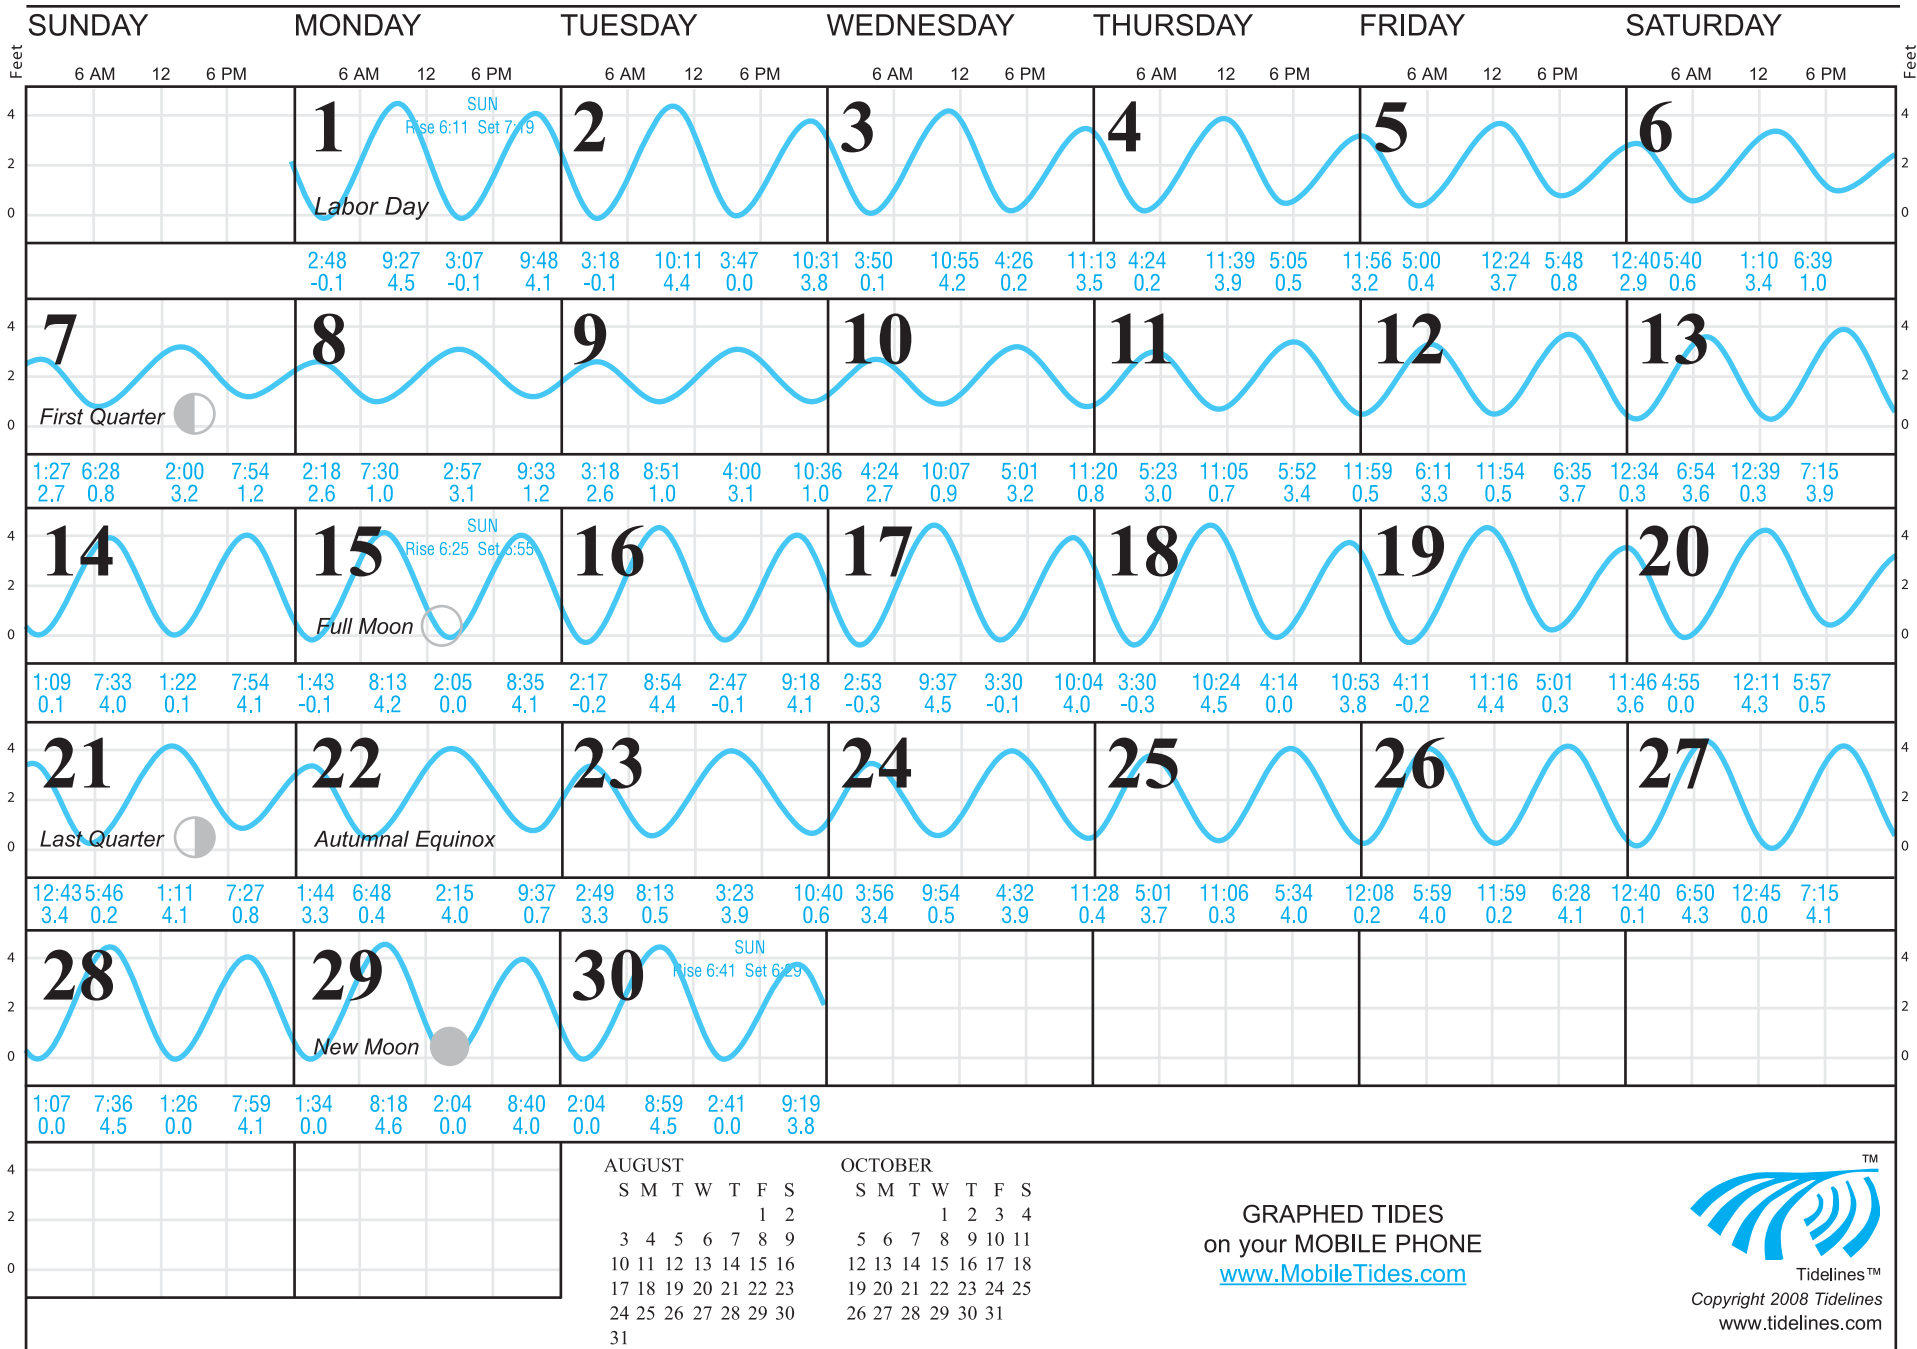 SUNDAY MONDAY TUESDAY WEDNESDAY THURSDAY FRIDAY SATURDAY
Feet 6 AM 12 6 PM 6 AM 12 6 PM 6 AM 12 6 PM 6 AM 12 6 PM 6 AM 12 6 PM 6 AM 12 6 PM 6 AM 12 6 PM Feet
SUN
4 1 2 3 4 5 6 4
Rise 6:11 Set 7:19
2 2
Labor Day
0 0
2:48 9:27 3:07 9:48 3:18 10:11 3:47 10:31 3:50 10:55 4:26 11:13 4:24 11:39 5:05 11:56 5:00 12:24 5:48 12:40 5:40 1:10 6:39
-0.1 4.5 -0.1 4.1 -0.1 4.4 0.0 3.8 0.1 4.2 0.2 3.5 0.2 3.9 0.5 3.2 0.4 3.7 0.8 2.9 0.6 3.4 1.0
4 7 8 9 10 11 12 13 4
2 2
First Quarter
0 0
1:27 6:28 2:00 7:54 2:18 7:30 2:57 9:33 3:18 8:51 4:00 10:36 4:24 10:07 5:01 11:20 5:23 11:05 5:52 11:59 6:11 11:54 6:35 12:34 6:54 12:39 7:15
2.7 0.8 3.2 1.2 2.6 1.0 3.1 1.2 2.6 1.0 3.1 1.0 2.7 0.9 3.2 0.8 3.0 0.7 3.4 0.5 3.3 0.5 3.7 0.3 3.6 0.3 3.9
SUN
4 14 15 16 17 18 19 20 4
Rise 6:25 Set 6:55
2 2
Full Moon
0 0
1:09 7:33 1:22 7:54 1:43 8:13 2:05 8:35 2:17 8:54 2:47 9:18 2:53 9:37 3:30 10:04 3:30 10:24 4:14 10:53 4:11 11:16 5:01 11:46 4:55 12:11 5:57
0.1 4.0 0.1 4.1 -0.1 4.2 0.0 4.1 -0.2 4.4 -0.1 4.1 -0.3 4.5 -0.1 4.0 -0.3 4.5 0.0 3.8 -0.2 4.4 0.3 3.6 0.0 4.3 0.5
4 21 22 23 24 25 26 27 4
2 2
Last Quarter Autumnal Equinox
0 0
12:43 5:46 1:11 7:27 1:44 6:48 2:15 9:37 2:49 8:13 3:23 10:40 3:56 9:54 4:32 11:28 5:01 11:06 5:34 12:08 5:59 11:59 6:28 12:40 6:50 12:45 7:15
3.4 0.2 4.1 0.8 3.3 0.4 4.0 0.7 3.3 0.5 3.9 0.6 3.4 0.5 3.9 0.4 3.7 0.3 4.0 0.2 4.0 0.2 4.1 0.1 4.3 0.0 4.1
SUN
4 28 29 30 4
Rise 6:41 Set 6:29
2 2
New Moon
0 0
1:07 7:36 1:26 7:59 1:34 8:18 2:04 8:40 2:04 8:59 2:41 9:19
0.0 4.5 0.0 4.1 0.0 4.6 0.0 4.0 0.0 4.5 0.0 3.8
4
2
0
AUGUST
S M T W T F S
1 2
3 4 5 6 7 8 9
10 11 12 13 14 15 16
17 18 19 20 21 22 23
24 25 26 27 28 29 30
31
OCTOBER
S M T W T F S
1 2 3 4
5 6 7 8 9 10 11
12 13 14 15 16 17 18
19 20 21 22 23 24 25
26 27 28 29 30 31
GRAPHED TIDES
on your MOBILE PHONE
www.MobileTides.com
TM
Tidelines™
Copyright 2008 Tidelines
www.tidelines.com